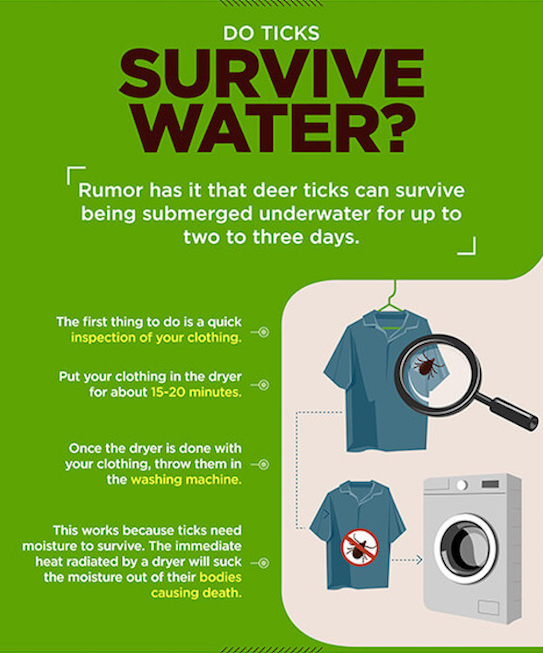 DO TICKS
SURVIVE
WATER?
Rumor has it that deer ticks can survive
being submerged underwater for up to
two to three days.
The first thing to do is a quick
inspection of your clothing.
Put your clothing in the dryer
for about 15-20 minutes.
Once the dryer is done with
your clothing, throw them in
the washing machine.
This works because ticks need
moisture to survive. The immediate
heat radiated by a dryer will suck
the moisture out of their bodies
causing death.